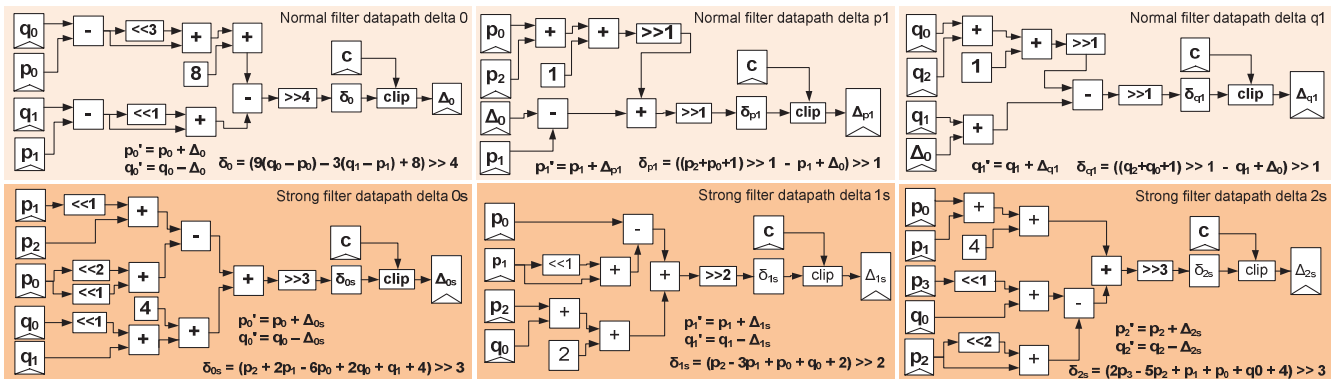 Normal filter datapath delta 0
q₀
p₀
-
<<3
+
+
8
q₁
p₁
-
<<1
+
-
>>4
δ₀
C
clip
Δ₀
p₀' = p₀ + Δ₀
q₀' = q₀ – Δ₀
δ₀ = (9(q₀ – p₀) – 3(q₁ – p₁) + 8) >> 4
Normal filter datapath delta p1
p₀
p₂
+
1
+
>>1
Δ₀
p₁
-
+
>>1
δp1
C
clip
Δp1
p₁' = p₁ + Δp1
δp1 = ((p₂+p₀+1) >> 1 - p₁ + Δ₀) >> 1
Normal filter datapath delta q1
q₀
q₂
+
1
+
>>1
q₁
Δ₀
+
-
>>1
δq1
C
clip
Δq1
q₁' = q₁ + Δq1
δq1 = ((q₂+q₀+1) >> 1 - q₁ + Δ₀) >> 1
Strong filter datapath delta 0s
p₁
<<1
p₂
+
p₀
<<2
<<1
+
-
q₀
<<1
q₁
4
+
+
+
>>3
δ0s
C
clip
Δ0s
p₀' = p₀ + Δ0s
q₀' = q₀ – Δ0s
δ0s = (p₂ + 2p₁ - 6p₀ + 2q₀ + q₁ + 4) >> 3
Strong filter datapath delta 1s
p₀
p₁
<<1
+
-
p₂
q₀
+
2
+
+
>>2
δ1s
C
clip
Δ1s
p₁' = p₁ + Δ1s
q₁' = q₁ - Δ1s
δ1s = (p₂ - 3p₁ + p₀ + q₀ + 2) >> 2
Strong filter datapath delta 2s
p₀
p₁
+
4
+
p₃
<<1
q₀
+
-
p₂
<<2
+
+
>>3
δ2s
C
clip
Δ2s
p₂' = p₂ + Δ2s
q₂' = q₂ – Δ2s
δ2s = (2p₃ - 5p₂ + p₁ + p₀ + q0 + 4) >> 3